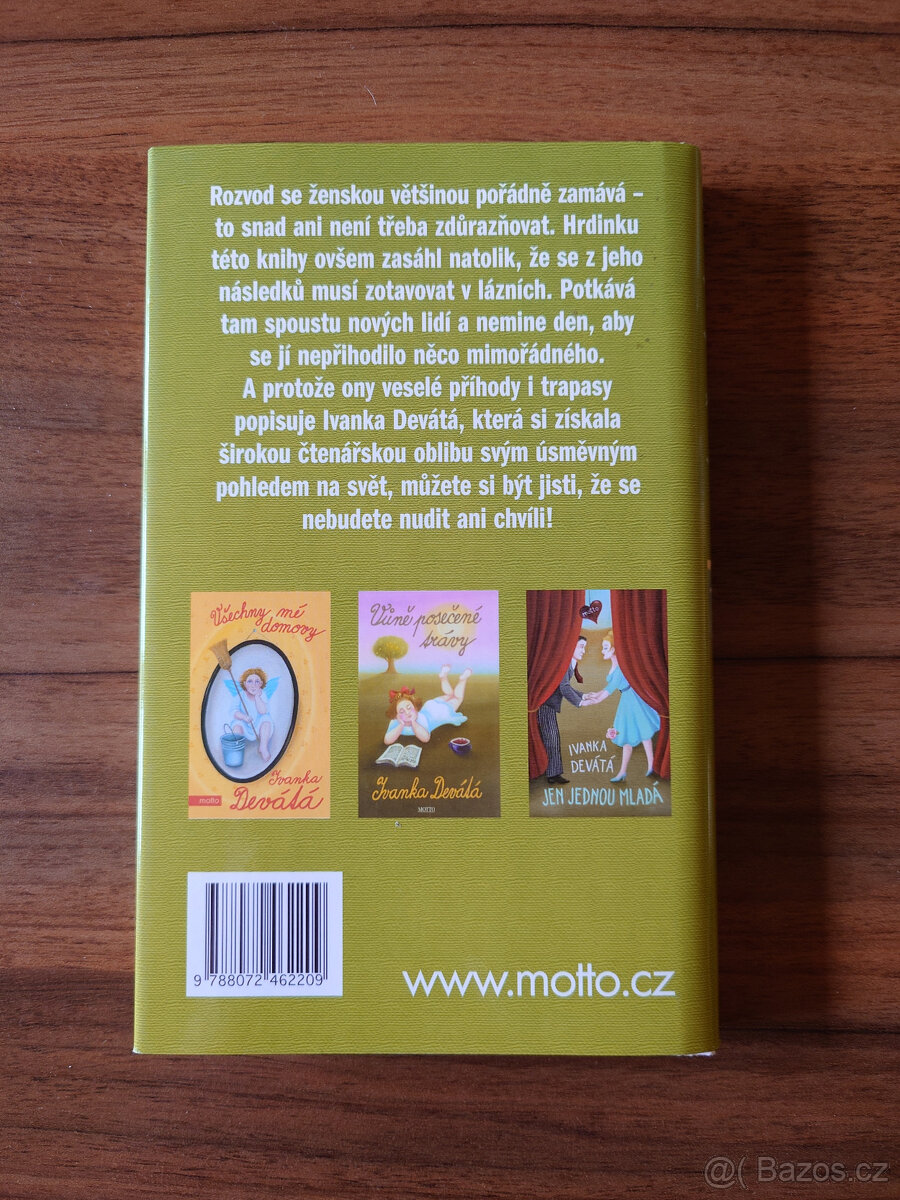 Rozvod se ženskou většinou pořádně zamává –
to snad ani není třeba zdůrazňovat. Hrdinku
této knihy ovšem zasáhl natolik, že se z jeho
následků musí zotavovat v lázních. Potkává
tam spoustu nových lidí a nemine den, aby
se jí nepřihodilo něco mimořádného.
A protože ony veselé příhody i trapasy
popisuje Ivanka Devátá, která si získala
širokou čtenářskou oblibu svým úsměvným
pohledem na svět, můžete si být jisti, že se
nebudete nudit ani chvíli!
Všechny mé
domovy
motto
Ivanka
Devátá
Vůně posečené
trávy
Ivanka Devátá
MOTTO
motto
IVANKA
DEVÁTÁ
JEN JEDNOU MLADÁ
9 788072 462209
www.motto.cz
@( Bazos.cz